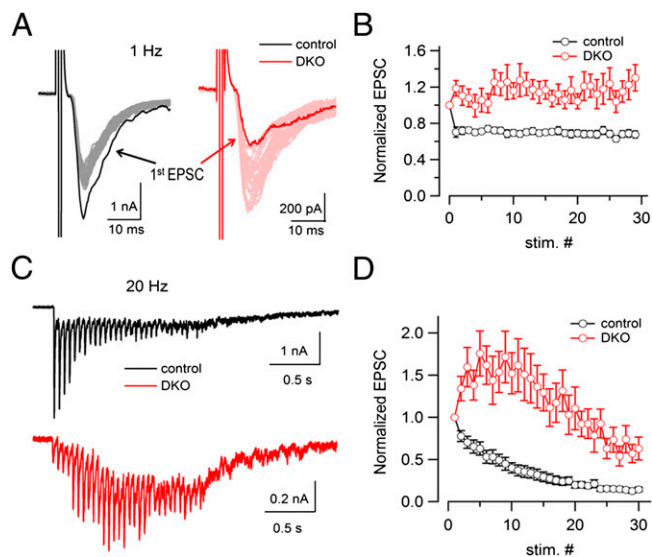 A
1 Hz
control
DKO
1st EPSC
1 nA
10 ms
200 pA
10 ms
B
control
DKO
Normalized EPSC
1.6
1.2
0.8
0.4
0.0
0
10
20
30
stim. #
C
20 Hz
control
DKO
1 nA
0.5 s
0.2 nA
0.5 s
D
control
DKO
Normalized EPSC
2.0
1.5
1.0
0.5
0.0
0
10
20
30
stim. #